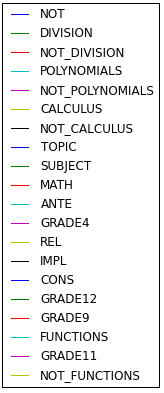 NOT
DIVISION
NOT_DIVISION
POLYNOMIALS
NOT_POLYNOMIALS
CALCULUS
NOT_CALCULUS
TOPIC
SUBJECT
MATH
ANTE
GRADE4
REL
IMPL
CONS
GRADE12
GRADE9
FUNCTIONS
GRADE11
NOT_FUNCTIONS